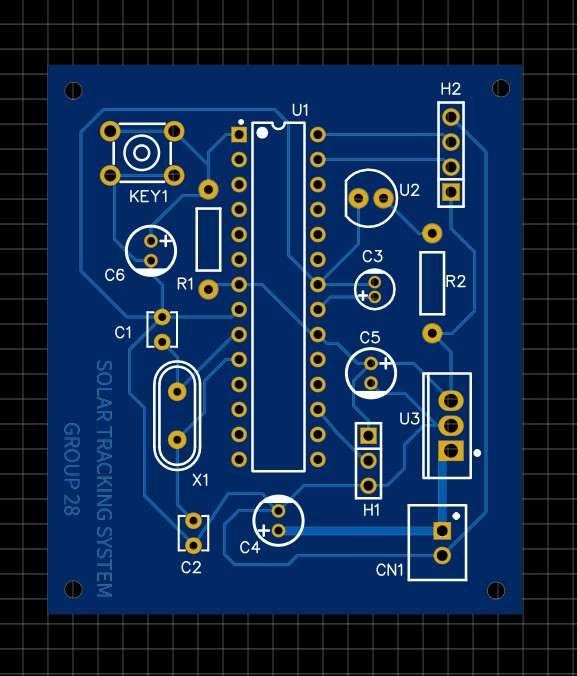 H2
U1
KEY1
U2
C6
R1
C3
R2
C1
C5
U3
X1
H1
C4
C2
CN1
SOLAR TRACKING SYSTEM
GROUP 28